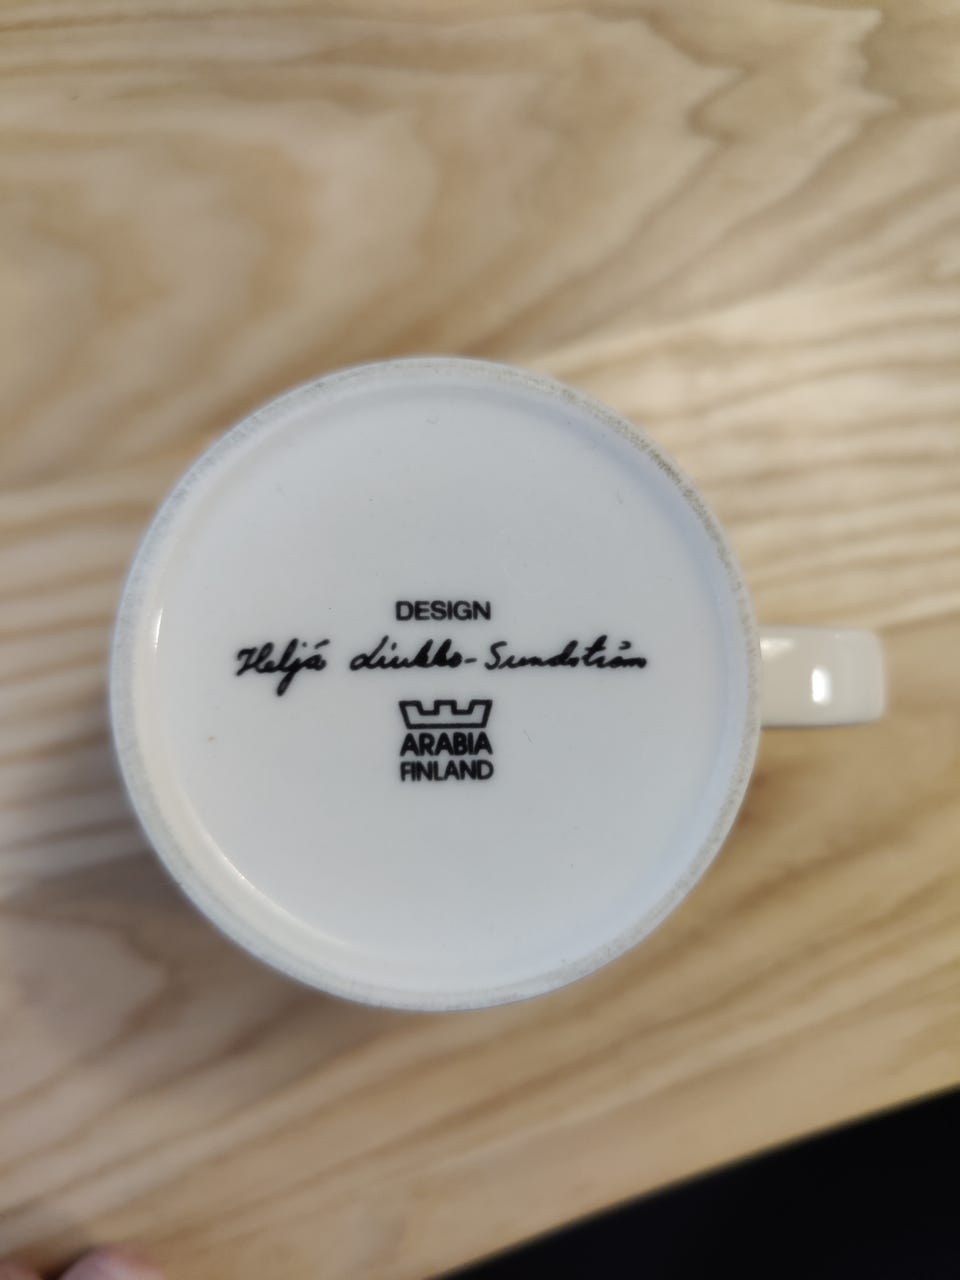 DESIGN
Heljä Liukko-Sundström
ARABIA
FINLAND